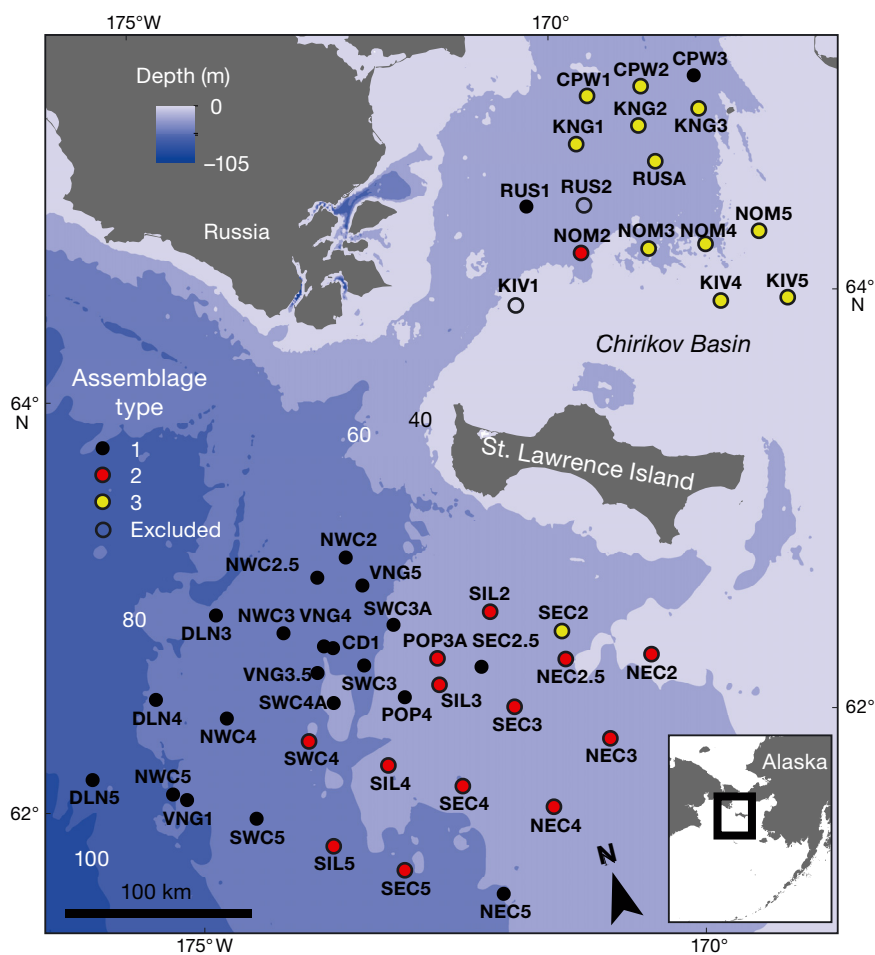 175°W
170°
Depth (m)
0
−105
Russia
CPW1
CPW2
CPW3
KNG1
KNG2
KNG3
RUSA
RUS1
RUS2
NOM2
NOM3
NOM4
NOM5
KIV1
KIV4
KIV5
64°
N
Chirikov Basin
64°
N
Assemblage
type
1
2
3
Excluded
60
40
St. Lawrence Island
NWC2
NWC2.5
VNG5
SWC3A
SIL2
SEC2
80
DLN3
NWC3
VNG4
CD1
POP3A
SEC2.5
NEC2.5
NEC2
VNG3.5
SWC3
SIL3
SWC4A
POP4
SEC3
62°
N
DLN4
NWC4
SWC4
SIL4
SEC4
NEC3
NEC4
Alaska
DLN5
NWC5
VNG1
SWC5
62°
N
100
SIL5
SEC5
NEC5
N
100 km
175°W
170°